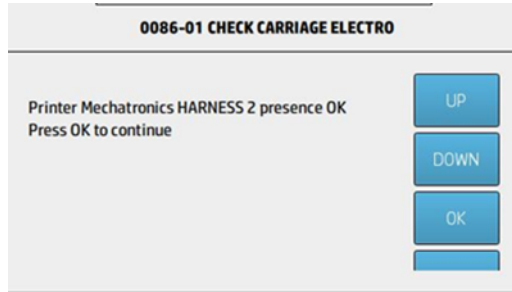 0086-01 CHECK CARRIAGE ELECTRO
Printer Mechatronics HARNESS 2 presence OK
Press OK to continue
UP
DOWN
OK